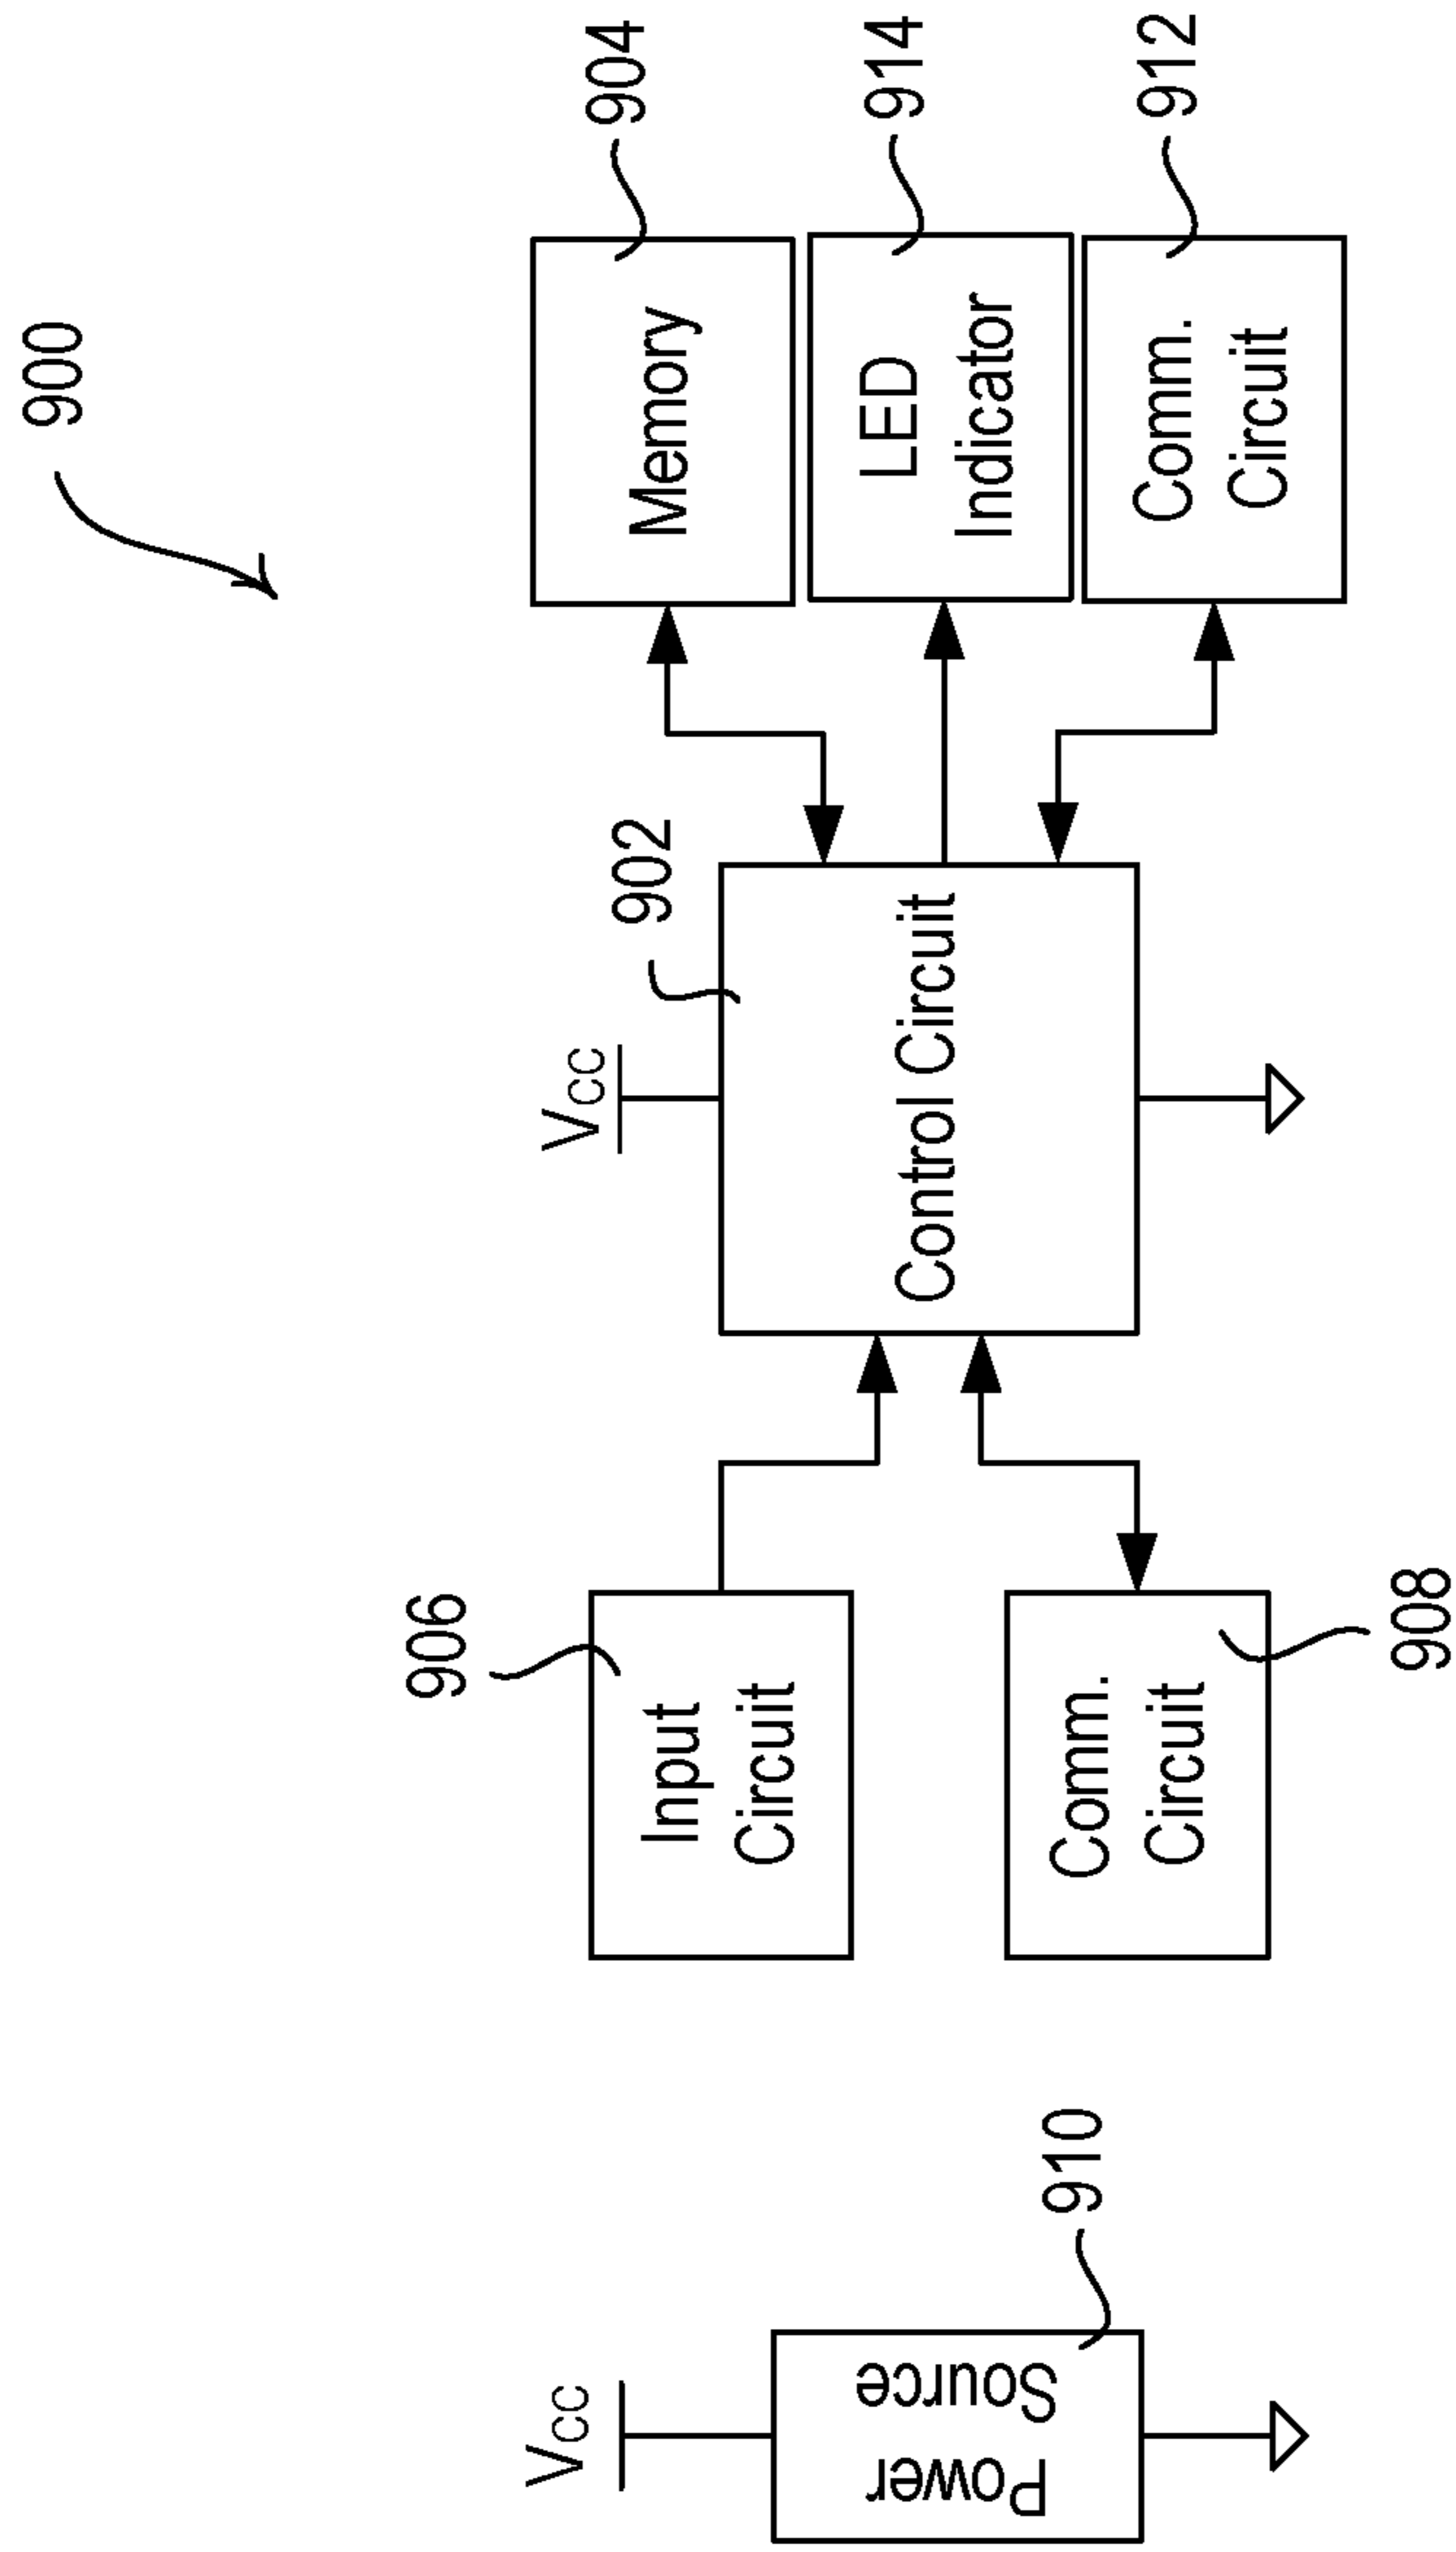 900
904
Memory
914
LED
Indicator
912
Comm.
Circuit
902
VCC
Control Circuit
906
Input
Circuit
908
Comm.
Circuit
910
VCC
Power
Source